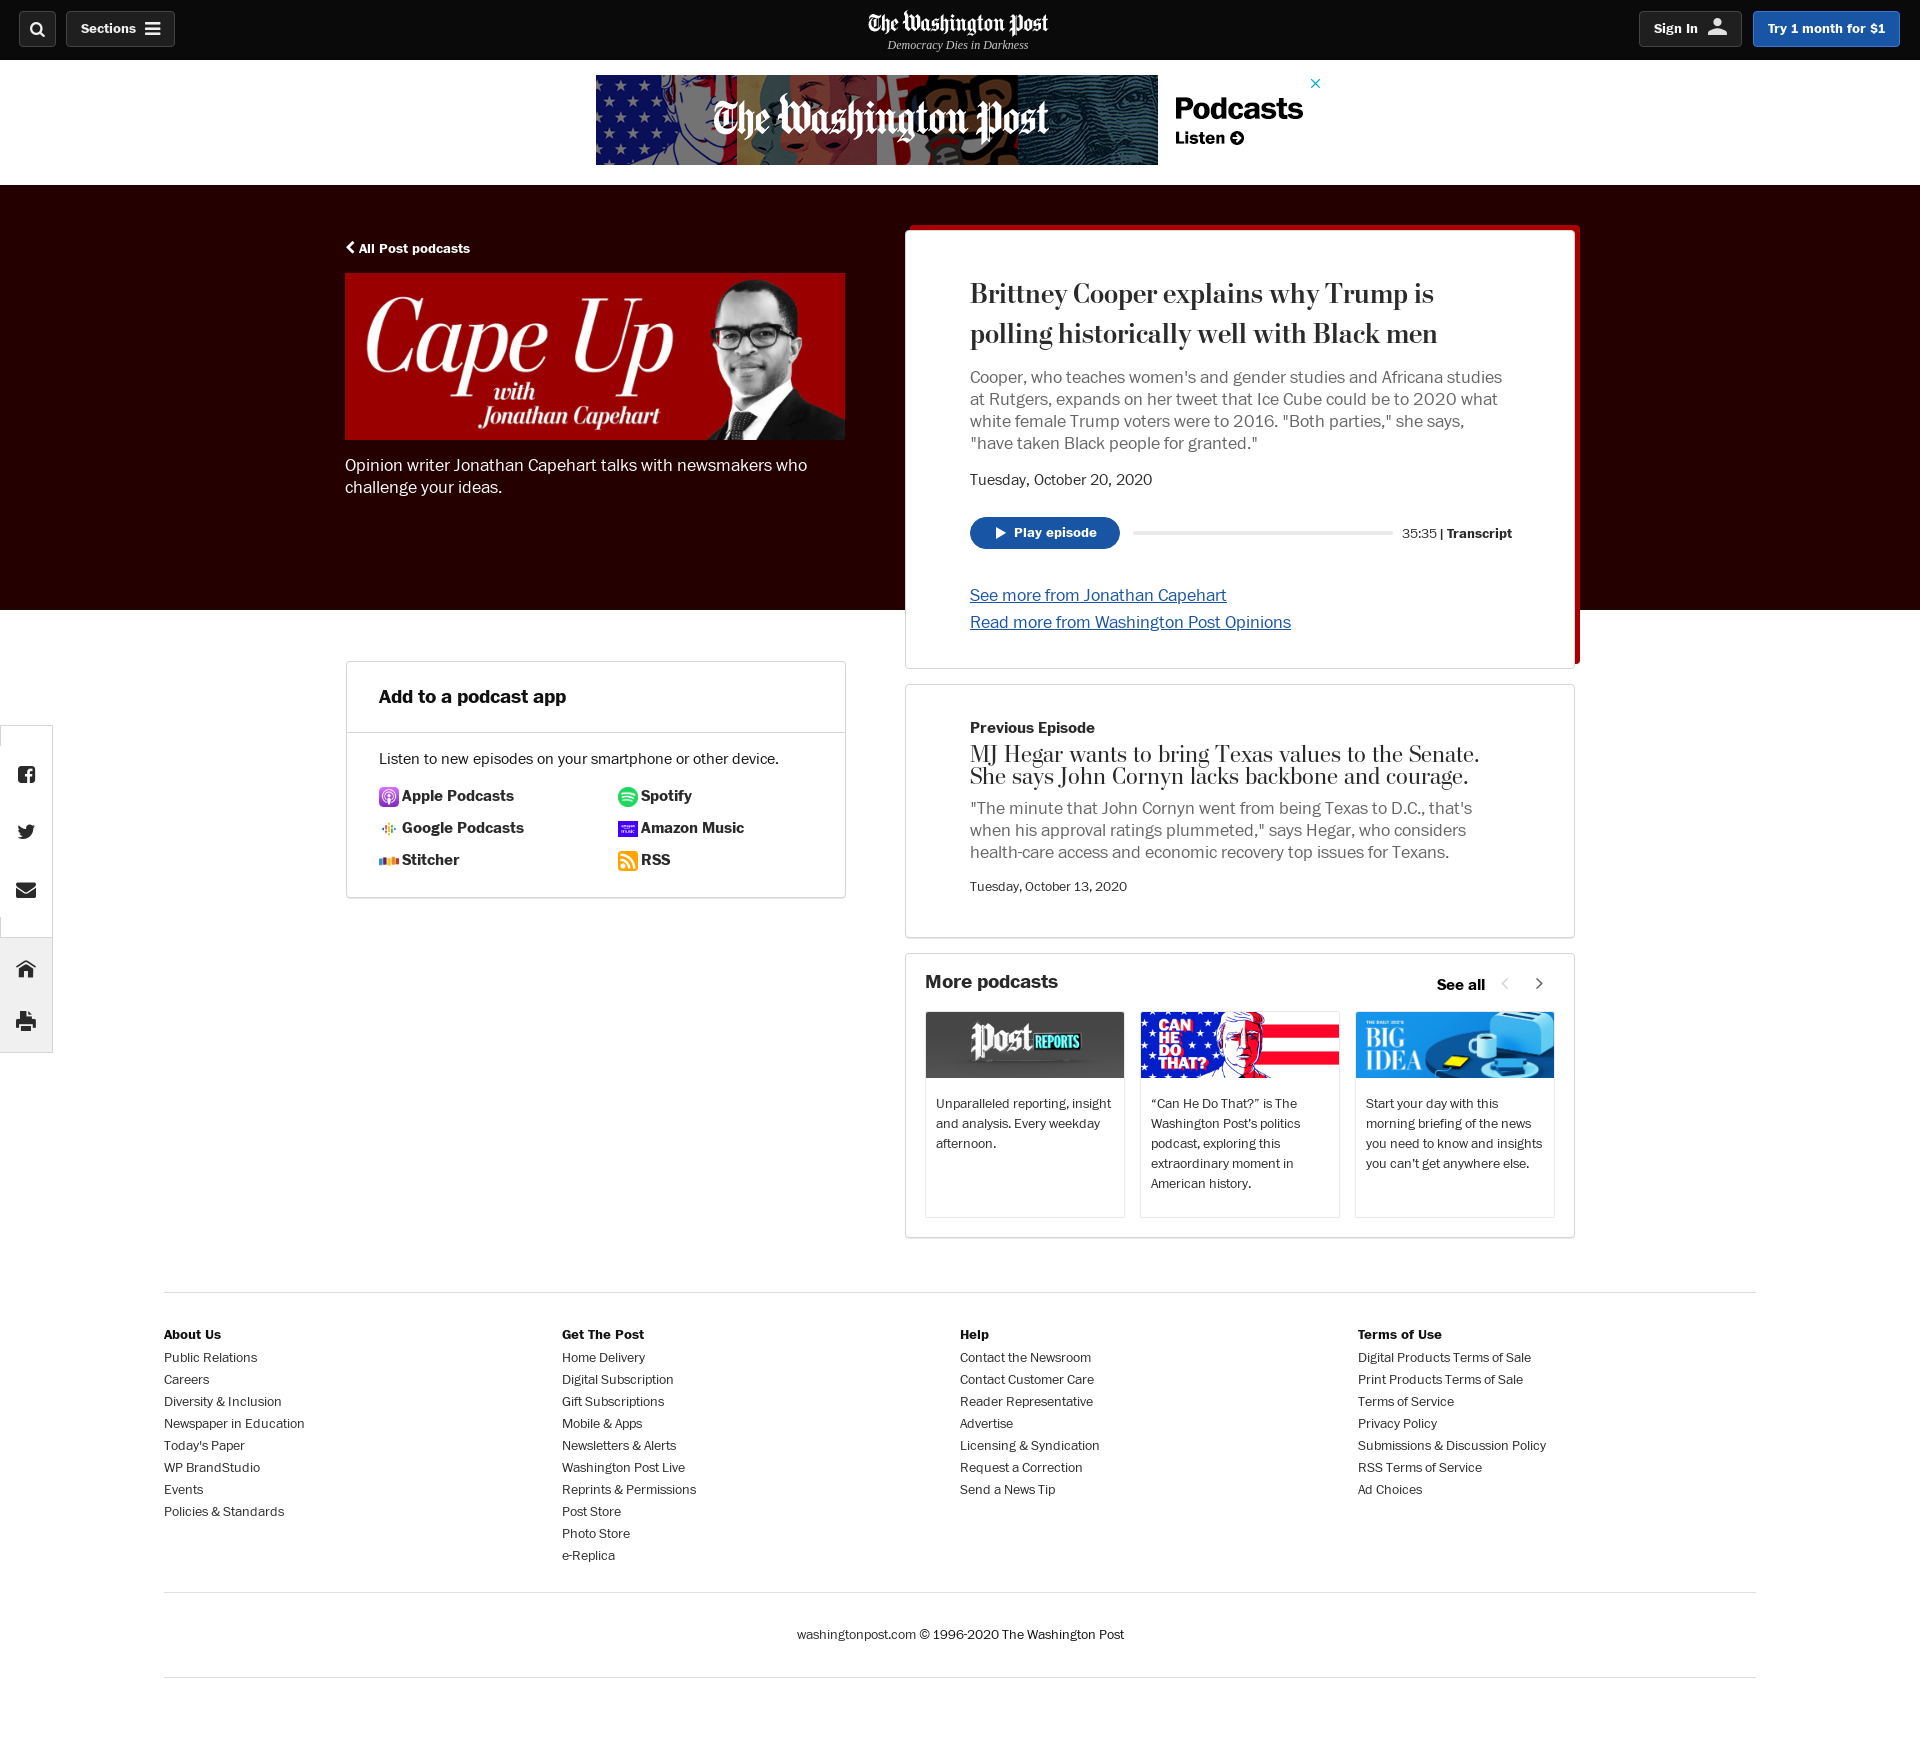 Sections
The Washington Post
Democracy Dies in Darkness
Sign In
Try 1 month for $1
The Washington Post
Podcasts
Listen
All Post podcasts
Cape Up
with
Jonathan Capehart
Opinion writer Jonathan Capehart talks with newsmakers who
challenge your ideas.
Brittney Cooper explains why Trump is
polling historically well with Black men
Cooper, who teaches women's and gender studies and Africana studies
at Rutgers, expands on her tweet that Ice Cube could be to 2020 what
white female Trump voters were to 2016. "Both parties," she says,
"have taken Black people for granted."
Tuesday, October 20, 2020
Play episode
35:35 | Transcript
See more from Jonathan Capehart
Read more from Washington Post Opinions
Add to a podcast app
Listen to new episodes on your smartphone or other device.
Apple Podcasts
Spotify
Google Podcasts
Amazon Music
Stitcher
RSS
Previous Episode
MJ Hegar wants to bring Texas values to the Senate.
She says John Cornyn lacks backbone and courage.
"The minute that John Cornyn went from being Texas to D.C., that's
when his approval ratings plummeted," says Hegar, who considers
health-care access and economic recovery top issues for Texans.
Tuesday, October 13, 2020
More podcasts
See all
Post REPORTS
Unparalleled reporting, insight
and analysis. Every weekday
afternoon.
CAN
HE
DO
THAT?
“Can He Do That?” is The
Washington Post's politics
podcast, exploring this
extraordinary moment in
American history.
THE DAILY 202'S
BIG
IDEA
Start your day with this
morning briefing of the news
you need to know and insights
you can't get anywhere else.
About Us
Public Relations
Careers
Diversity & Inclusion
Newspaper in Education
Today's Paper
WP BrandStudio
Events
Policies & Standards
Get The Post
Home Delivery
Digital Subscription
Gift Subscriptions
Mobile & Apps
Newsletters & Alerts
Washington Post Live
Reprints & Permissions
Post Store
Photo Store
e-Replica
Help
Contact the Newsroom
Contact Customer Care
Reader Representative
Advertise
Licensing & Syndication
Request a Correction
Send a News Tip
Terms of Use
Digital Products Terms of Sale
Print Products Terms of Sale
Terms of Service
Privacy Policy
Submissions & Discussion Policy
RSS Terms of Service
Ad Choices
washingtonpost.com © 1996-2020 The Washington Post